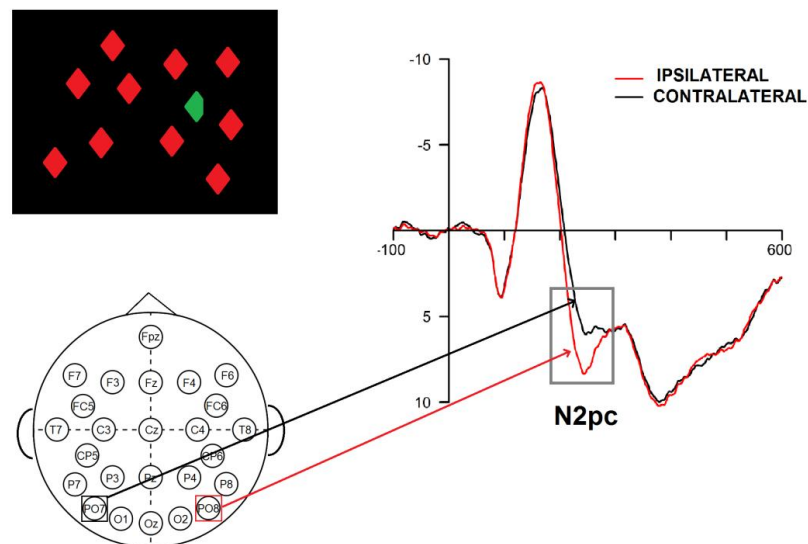 -10
IPSILATERAL
CONTRALATERAL
-5
-100
600
5
10
N2pc
Fpz
F7 F3 Fz F4 F6
FC5 FC6
T7 C3 Cz C4 T8
CP5 CP6
P7 P3 Pz P4 P8
PO7 PO8
O1 Oz O2